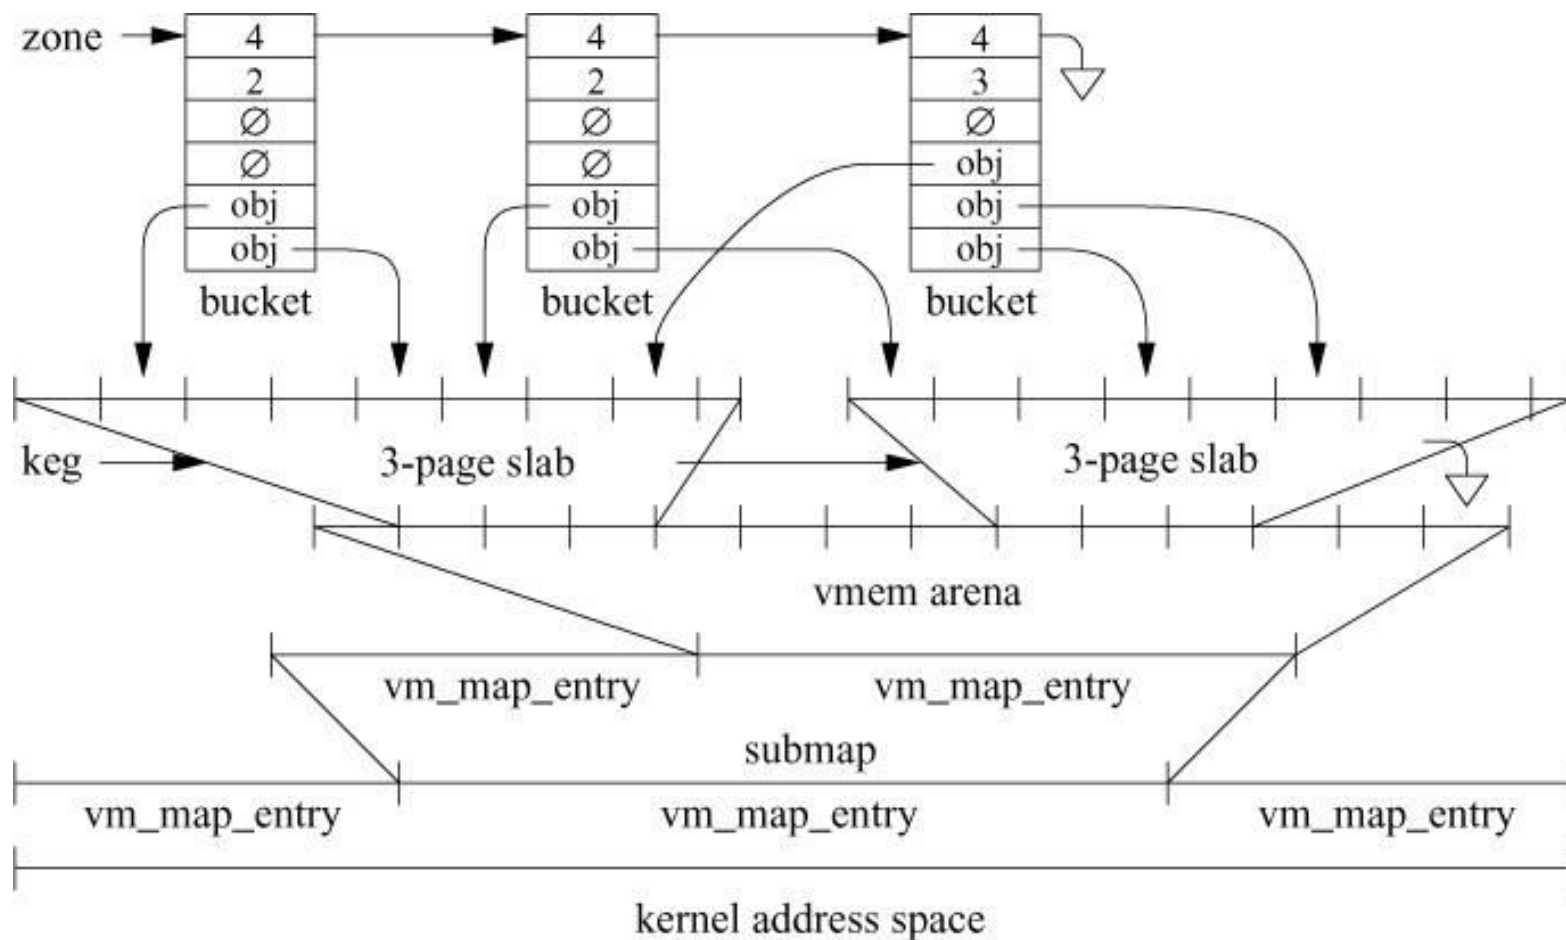 zone 4 4 4
2 2 3
∅ ∅ ∅
∅ ∅ obj
obj obj obj
obj obj obj
bucket bucket bucket
keg 3-page slab 3-page slab
vmem arena
vm_map_entry vm_map_entry
submap
vm_map_entry vm_map_entry vm_map_entry
kernel address space